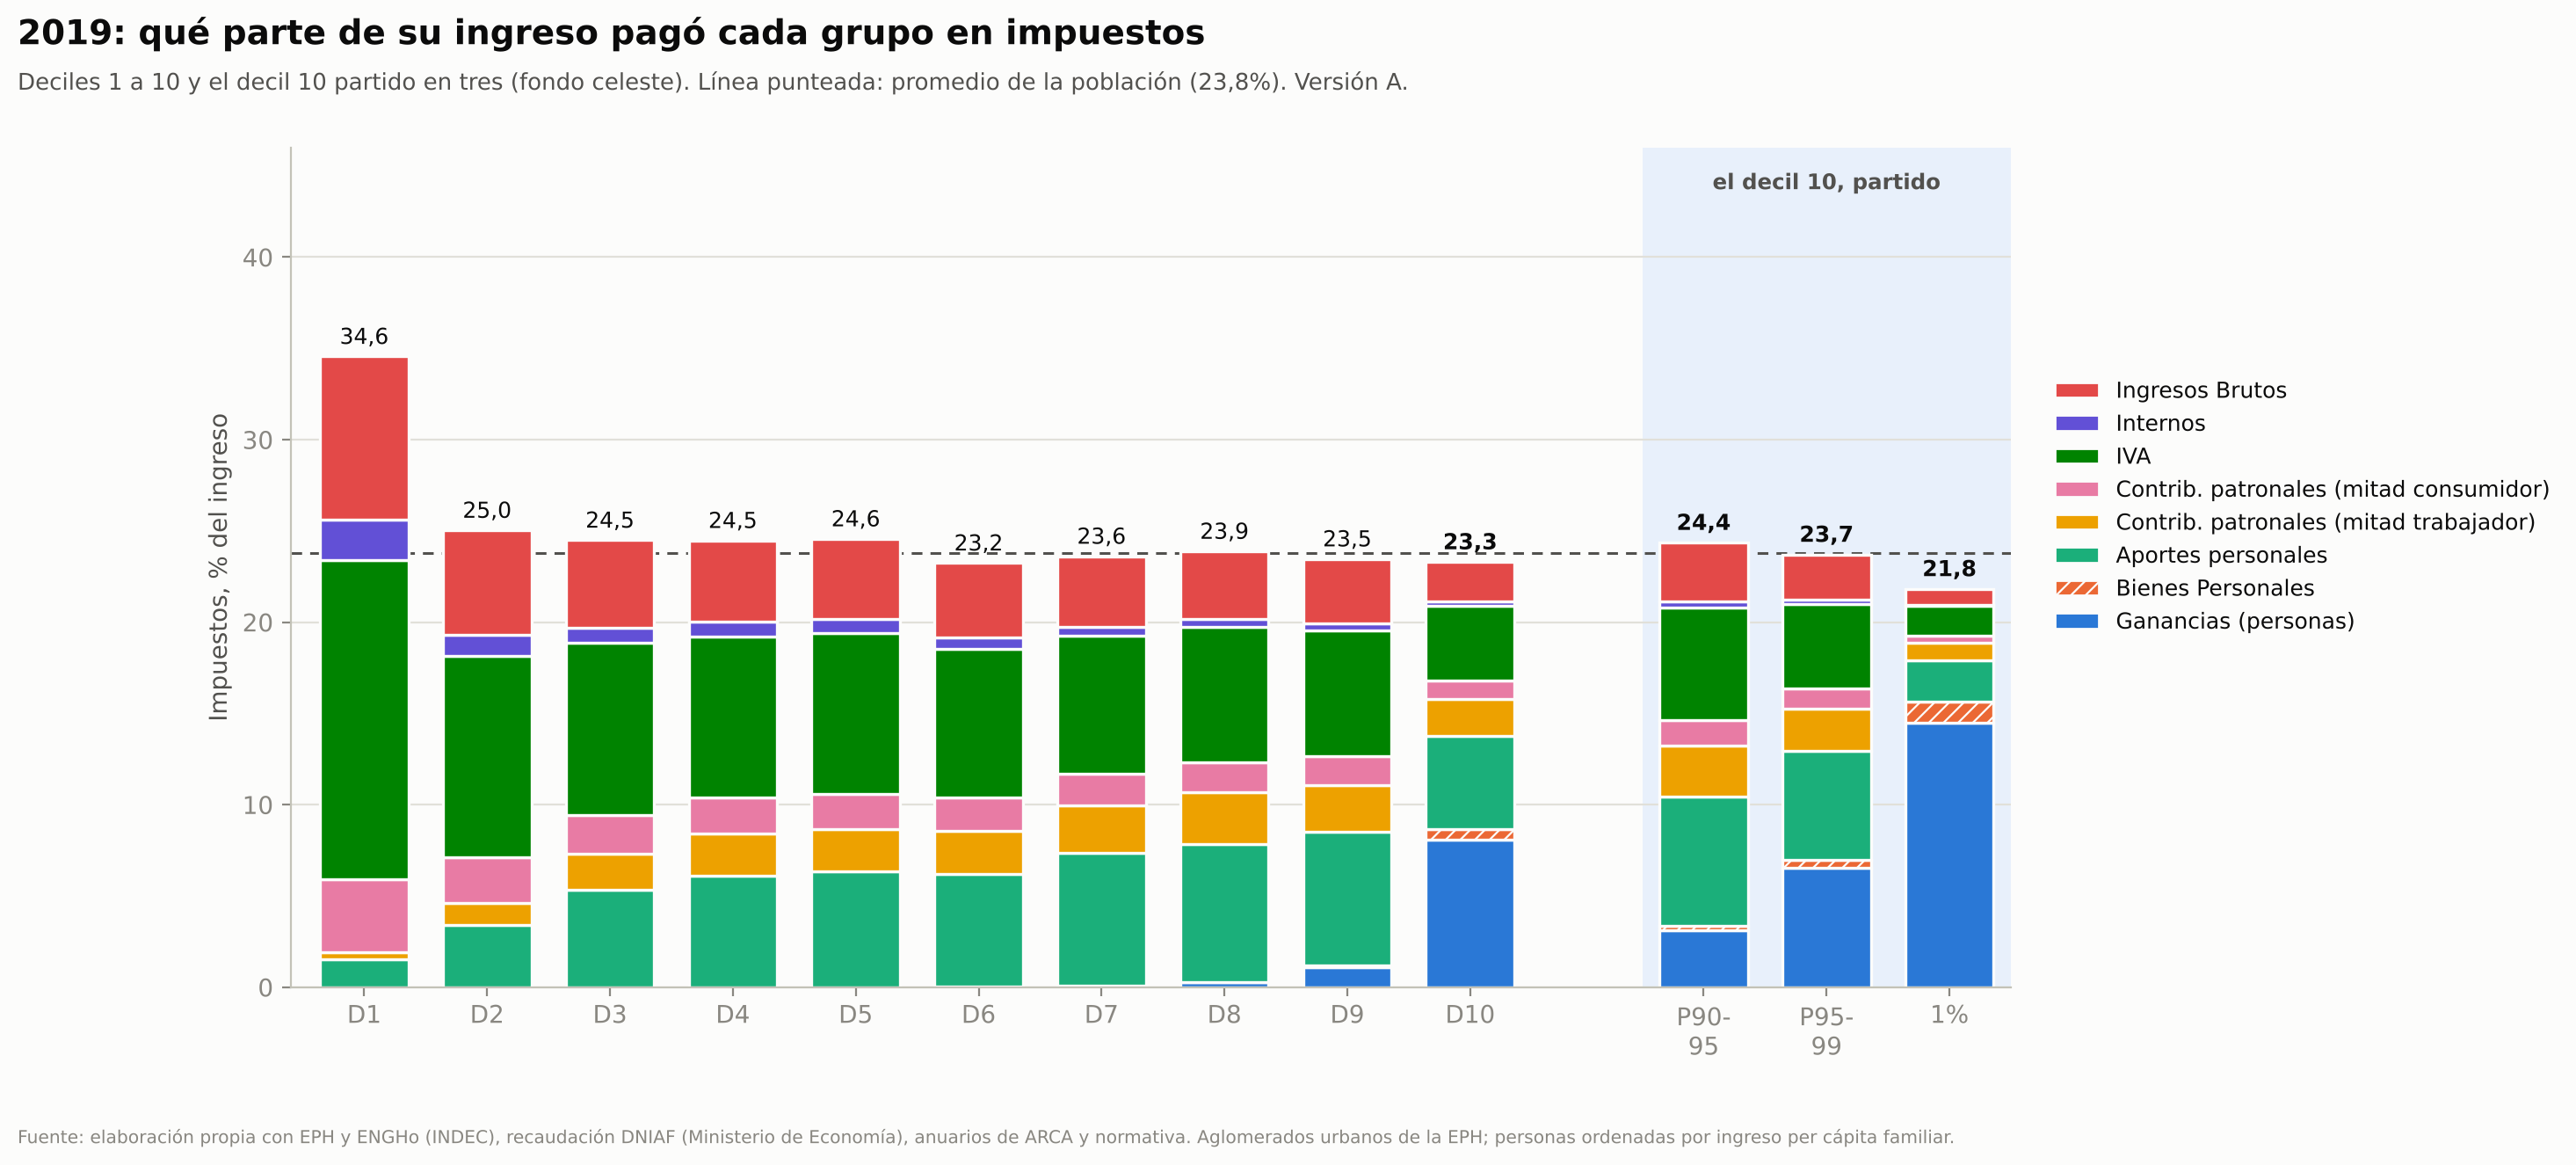 2019: qué parte de su ingreso pagó cada grupo en impuestos
Deciles 1 a 10 y el decil 10 partido en tres (fondo celeste). Línea punteada: promedio de la población (23,8%). Versión A.
el decil 10, partido
Impuestos, % del ingreso
40
30
20
10
0
34,6
25,0
24,5
24,5
24,6
23,2
23,6
23,9
23,5
23,3
24,4
23,7
21,8
D1
D2
D3
D4
D5
D6
D7
D8
D9
D10
P90-
95
P95-
99
1%
Ingresos Brutos
Internos
IVA
Contrib. patronales (mitad consumidor)
Contrib. patronales (mitad trabajador)
Aportes personales
Bienes Personales
Ganancias (personas)
Fuente: elaboración propia con EPH y ENGHo (INDEC), recaudación DNIAF (Ministerio de Economía), anuarios de ARCA y normativa. Aglomerados urbanos de la EPH; personas ordenadas por ingreso per cápita familiar.